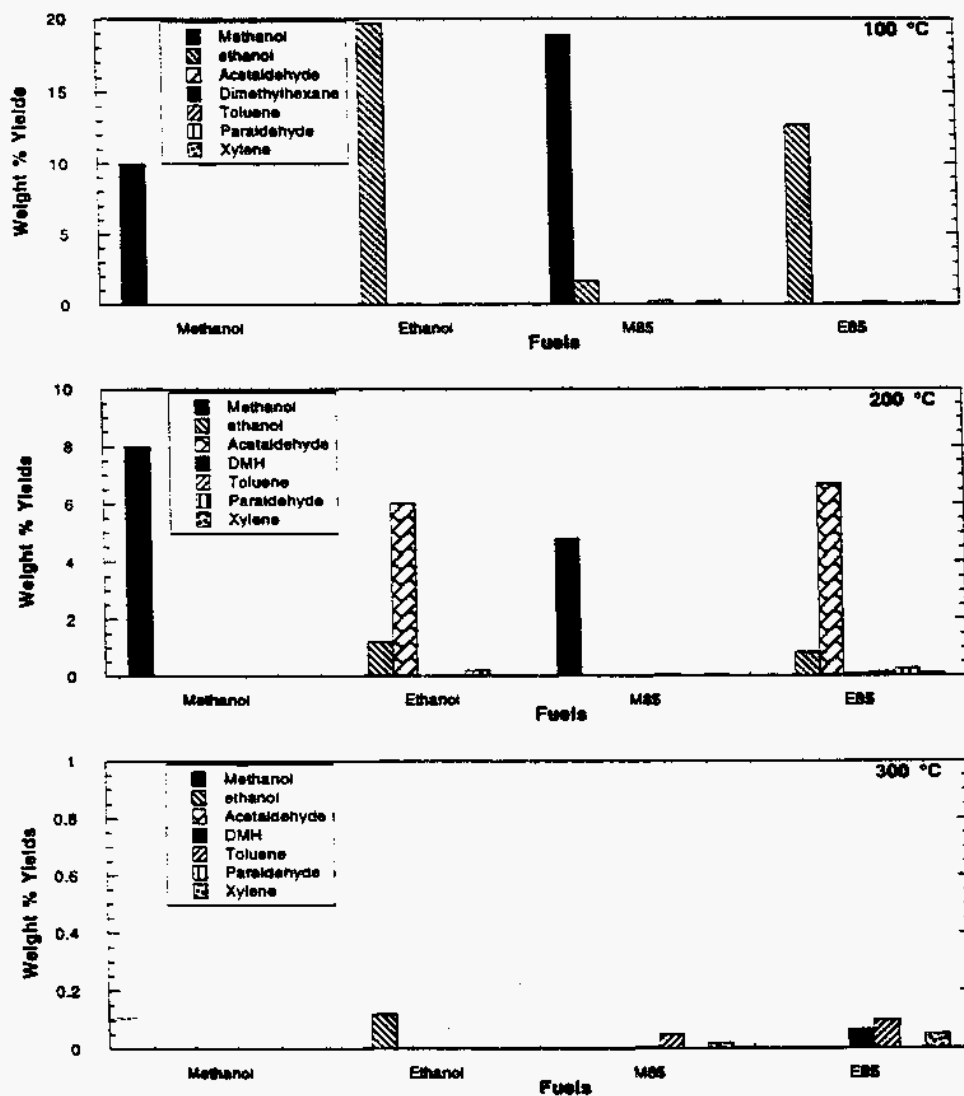 20
15
10
5
0
Weight % Yields
Methanol
ethanol
Acetaldehyde
Dimethylhexane
Toluene
Paraldehyde
Xylene
100 °C
Methanol Ethanol M85 E85
Fuels
10
8
6
4
2
0
Weight % Yields
Methanol
ethanol
Acetaldehyde
DMH
Toluene
Paraldehyde
Xylene
200 °C
Methanol Ethanol M85 E85
Fuels
1
0.8
0.6
0.4
0.2
0
Weight % Yields
Methanol
ethanol
Acetaldehyde
DMH
Toluene
Paraldehyde
Xylene
300 °C
Methanol Ethanol M85 E85
Fuels